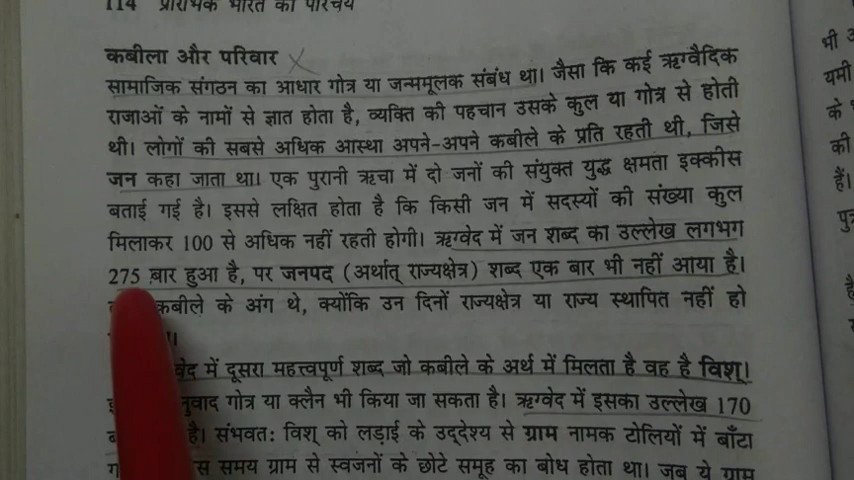 114 प्रारंभिक भारत का परिचय
कबीला और परिवार
सामाजिक संगठन का आधार गोत्र या जन्ममूलक संबंध था। जैसा कि कई ऋग्वैदिक
राजाओं के नामों से ज्ञात होता है, व्यक्ति की पहचान उसके कुल या गोत्र से होती
थी। लोगों की सबसे अधिक आस्था अपने-अपने कबीले के प्रति रहती थी, जिसे
जन कहा जाता था। एक पुरानी ऋचा में दो जनों की संयुक्त युद्ध क्षमता इक्कीस
बताई गई है। इससे लक्षित होता है कि किसी जन में सदस्यों की संख्या कुल
मिलाकर 100 से अधिक नहीं रहती होगी। ऋग्वेद में जन शब्द का उल्लेख लगभग
275 बार हुआ है, पर जनपद (अर्थात् राज्यक्षेत्र) शब्द एक बार भी नहीं आया है।
कबीले के अंग थे, क्योंकि उन दिनों राज्यक्षेत्र या राज्य स्थापित नहीं हो
में दूसरा महत्त्वपूर्ण शब्द जो कबीले के अर्थ में मिलता है वह है विश्।
गोत्र या क्लैन भी किया जा सकता है। ऋग्वेद में इसका उल्लेख 170
है। संभवत: विश् को लड़ाई के उद्देश्य से ग्राम नामक टोलियों में बाँटा
समय ग्राम से स्वजनों के छोटे समूह का बोध होता था। जब ये ग्राम
भी
यमी
के
की
हैं।